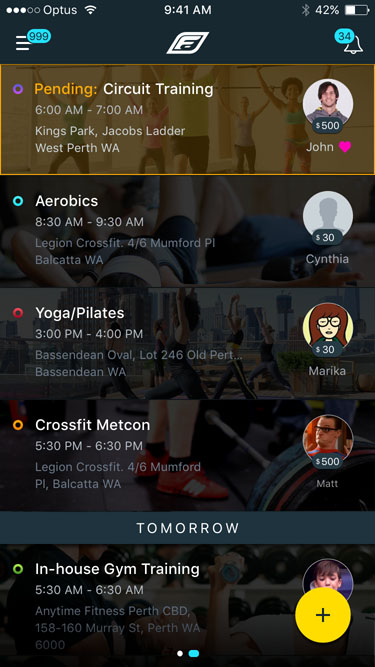 Optus 9:41 AM 42%
999 34
Pending: Circuit Training
6:00 AM - 7:00 AM
Kings Park, Jacobs Ladder
West Perth WA
$500
John
Aerobics
8:30 AM - 9:30 AM
Legion Crossfit. 4/6 Mumford Pl
Balcatta WA
$30
Cynthia
Yoga/Pilates
3:00 PM - 4:00 PM
Bassendean Oval, Lot 246 Old Pert...
Bassendean WA
$30
Marika
Crossfit Metcon
5:30 PM - 6:30 PM
Legion Crossfit. 4/6 Mumford
Pl, Balcatta WA
$500
Matt
TOMORROW
In-house Gym Training
5:30 AM - 6:30 AM
Anytime Fitness Perth CBD,
158-160 Murray St, Perth WA
6000
+